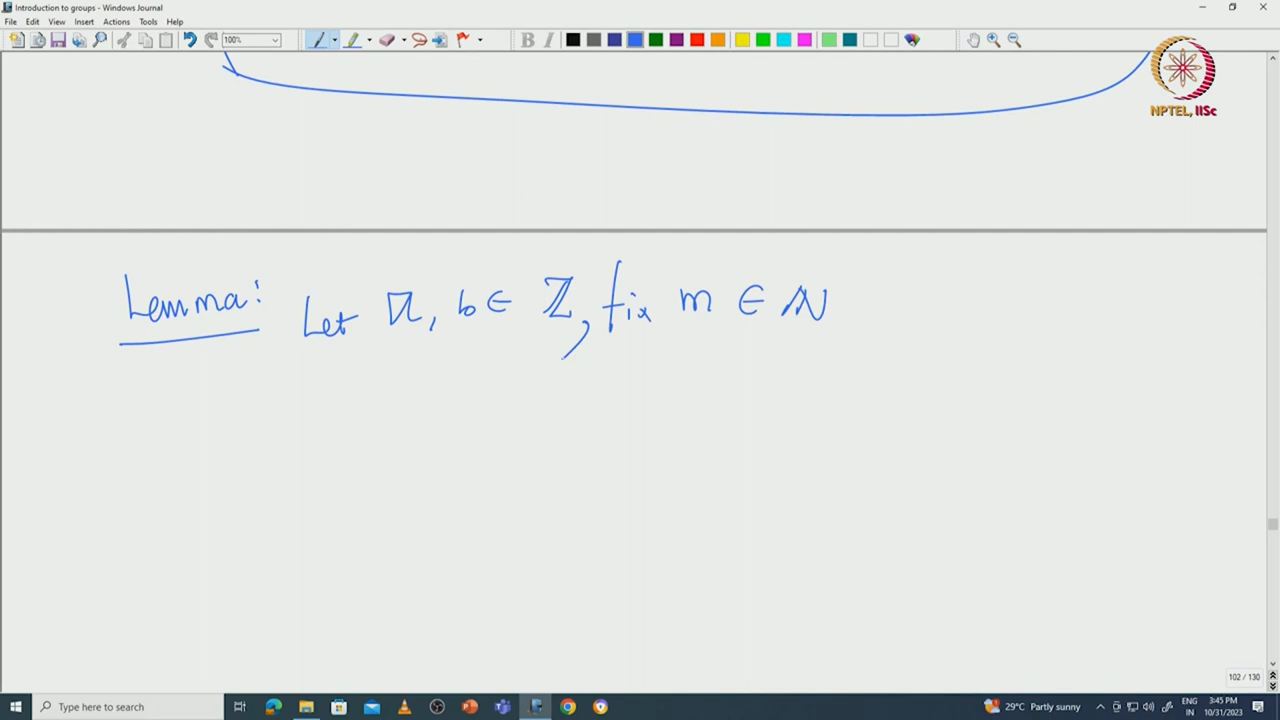 Introduction to groups - Windows Journal
File Edit View Insert Actions Tools Help
100%
NPTEL, IISc
Lemma: Let a, b ∈ ℤ, fix m ∈ ℕ
102 / 130
Type here to search
29°C Partly sunny
ENG
IN
3:45 PM
10/31/2023